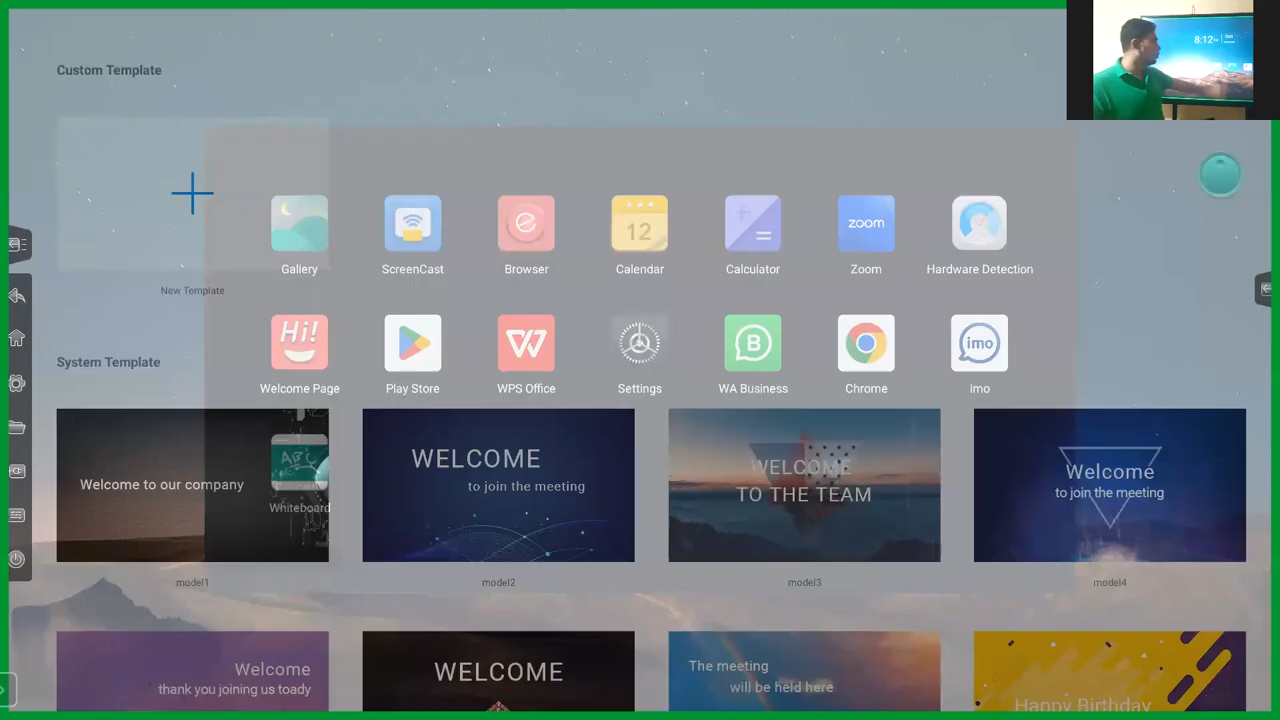 Custom Template
8:12
New Template
Gallery
ScreenCast
12
Browser
Calendar
Calculator
zoom
Zoom
Hardware Detection
Hi!
Welcome Page
Play Store
WPS Office
Settings
B
WA Business
Chrome
imo
imo
System Template
Welcome to our company
ABC
Whiteboard
model1
WELCOME
to join the meeting
model2
WELCOME
TO THE TEAM
model3
Welcome
to join the meeting
model4
Welcome
thank you joining us toady
WELCOME
The meeting
will be held here
Happy Birthday